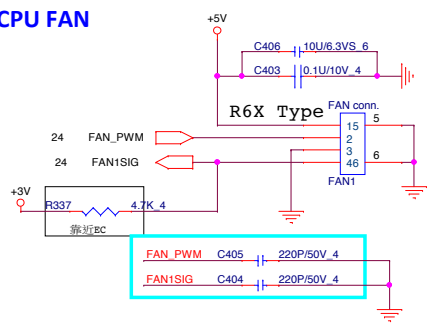 CPU FAN
+5V
C406 10U/6.3VS_6
C403 0.1U/10V_4
R6X Type FAN conn.
15 5
24 FAN_PWM 2
3
24 FAN1SIG 46 6
FAN1
+3V
R337 4.7K_4
靠近EC
FAN_PWM C405 220P/50V_4
FAN1SIG C404 220P/50V_4